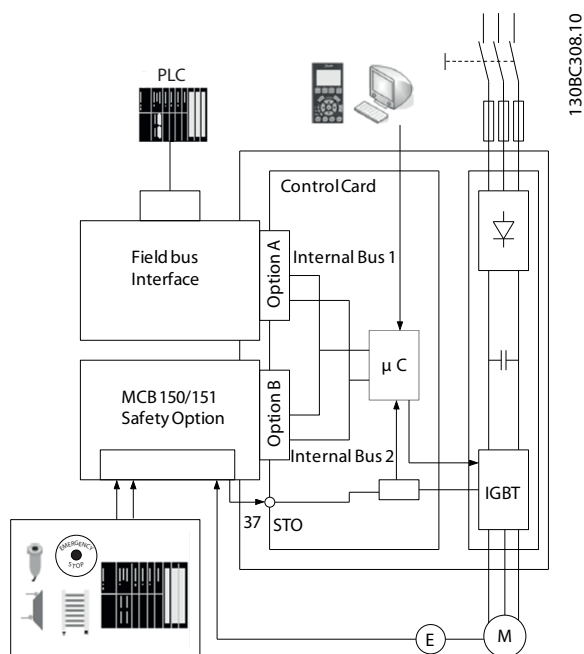 130BC308.10
PLC
Control Card
Field bus
Interface
Option A
Internal Bus 1
μ C
MCB 150/151
Safety Option
Option B
Internal Bus 2
IGBT
37
STO
EMERGENCY
STOP
E
M